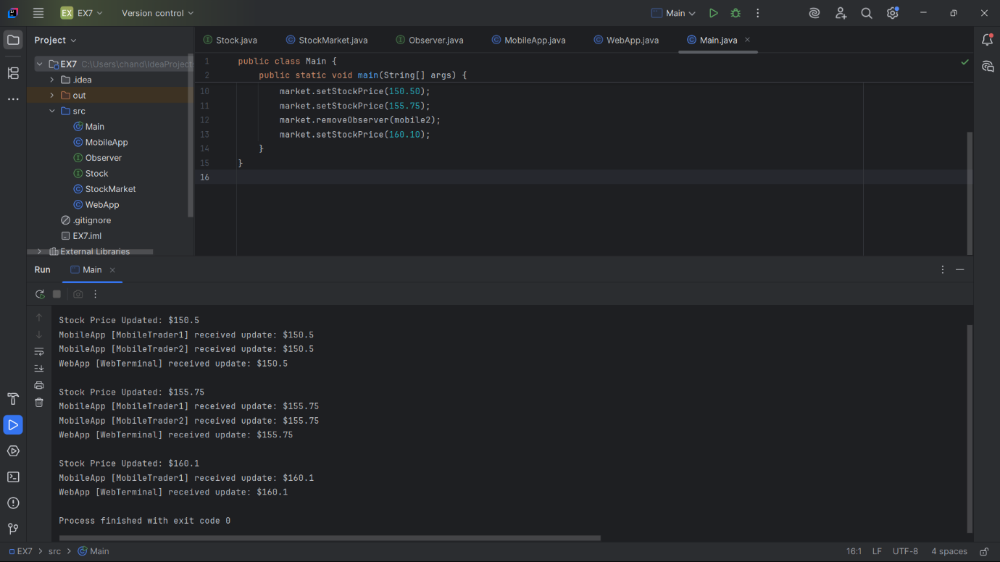 EX EX7 Version control Main
Project
Stock.java StockMarket.java Observer.java MobileApp.java WebApp.java Main.java
EX7 C:\Users\chand\IdeaProject
.idea
out
src
Main
MobileApp
Observer
Stock
StockMarket
WebApp
.gitignore
EX7.iml
External Libraries
1 public class Main {
2 public static void main(String[] args) {
10 market.setStockPrice(150.50);
11 market.setStockPrice(155.75);
12 market.removeObserver(mobile2);
13 market.setStockPrice(160.10);
14 }
15 }
16
Run Main
Stock Price Updated: $150.5
MobileApp [MobileTrader1] received update: $150.5
MobileApp [MobileTrader2] received update: $150.5
WebApp [WebTerminal] received update: $150.5
Stock Price Updated: $155.75
MobileApp [MobileTrader1] received update: $155.75
MobileApp [MobileTrader2] received update: $155.75
WebApp [WebTerminal] received update: $155.75
Stock Price Updated: $160.1
MobileApp [MobileTrader1] received update: $160.1
WebApp [WebTerminal] received update: $160.1
Process finished with exit code 0
EX7 > src > Main 16:1 LF UTF-8 4 spaces